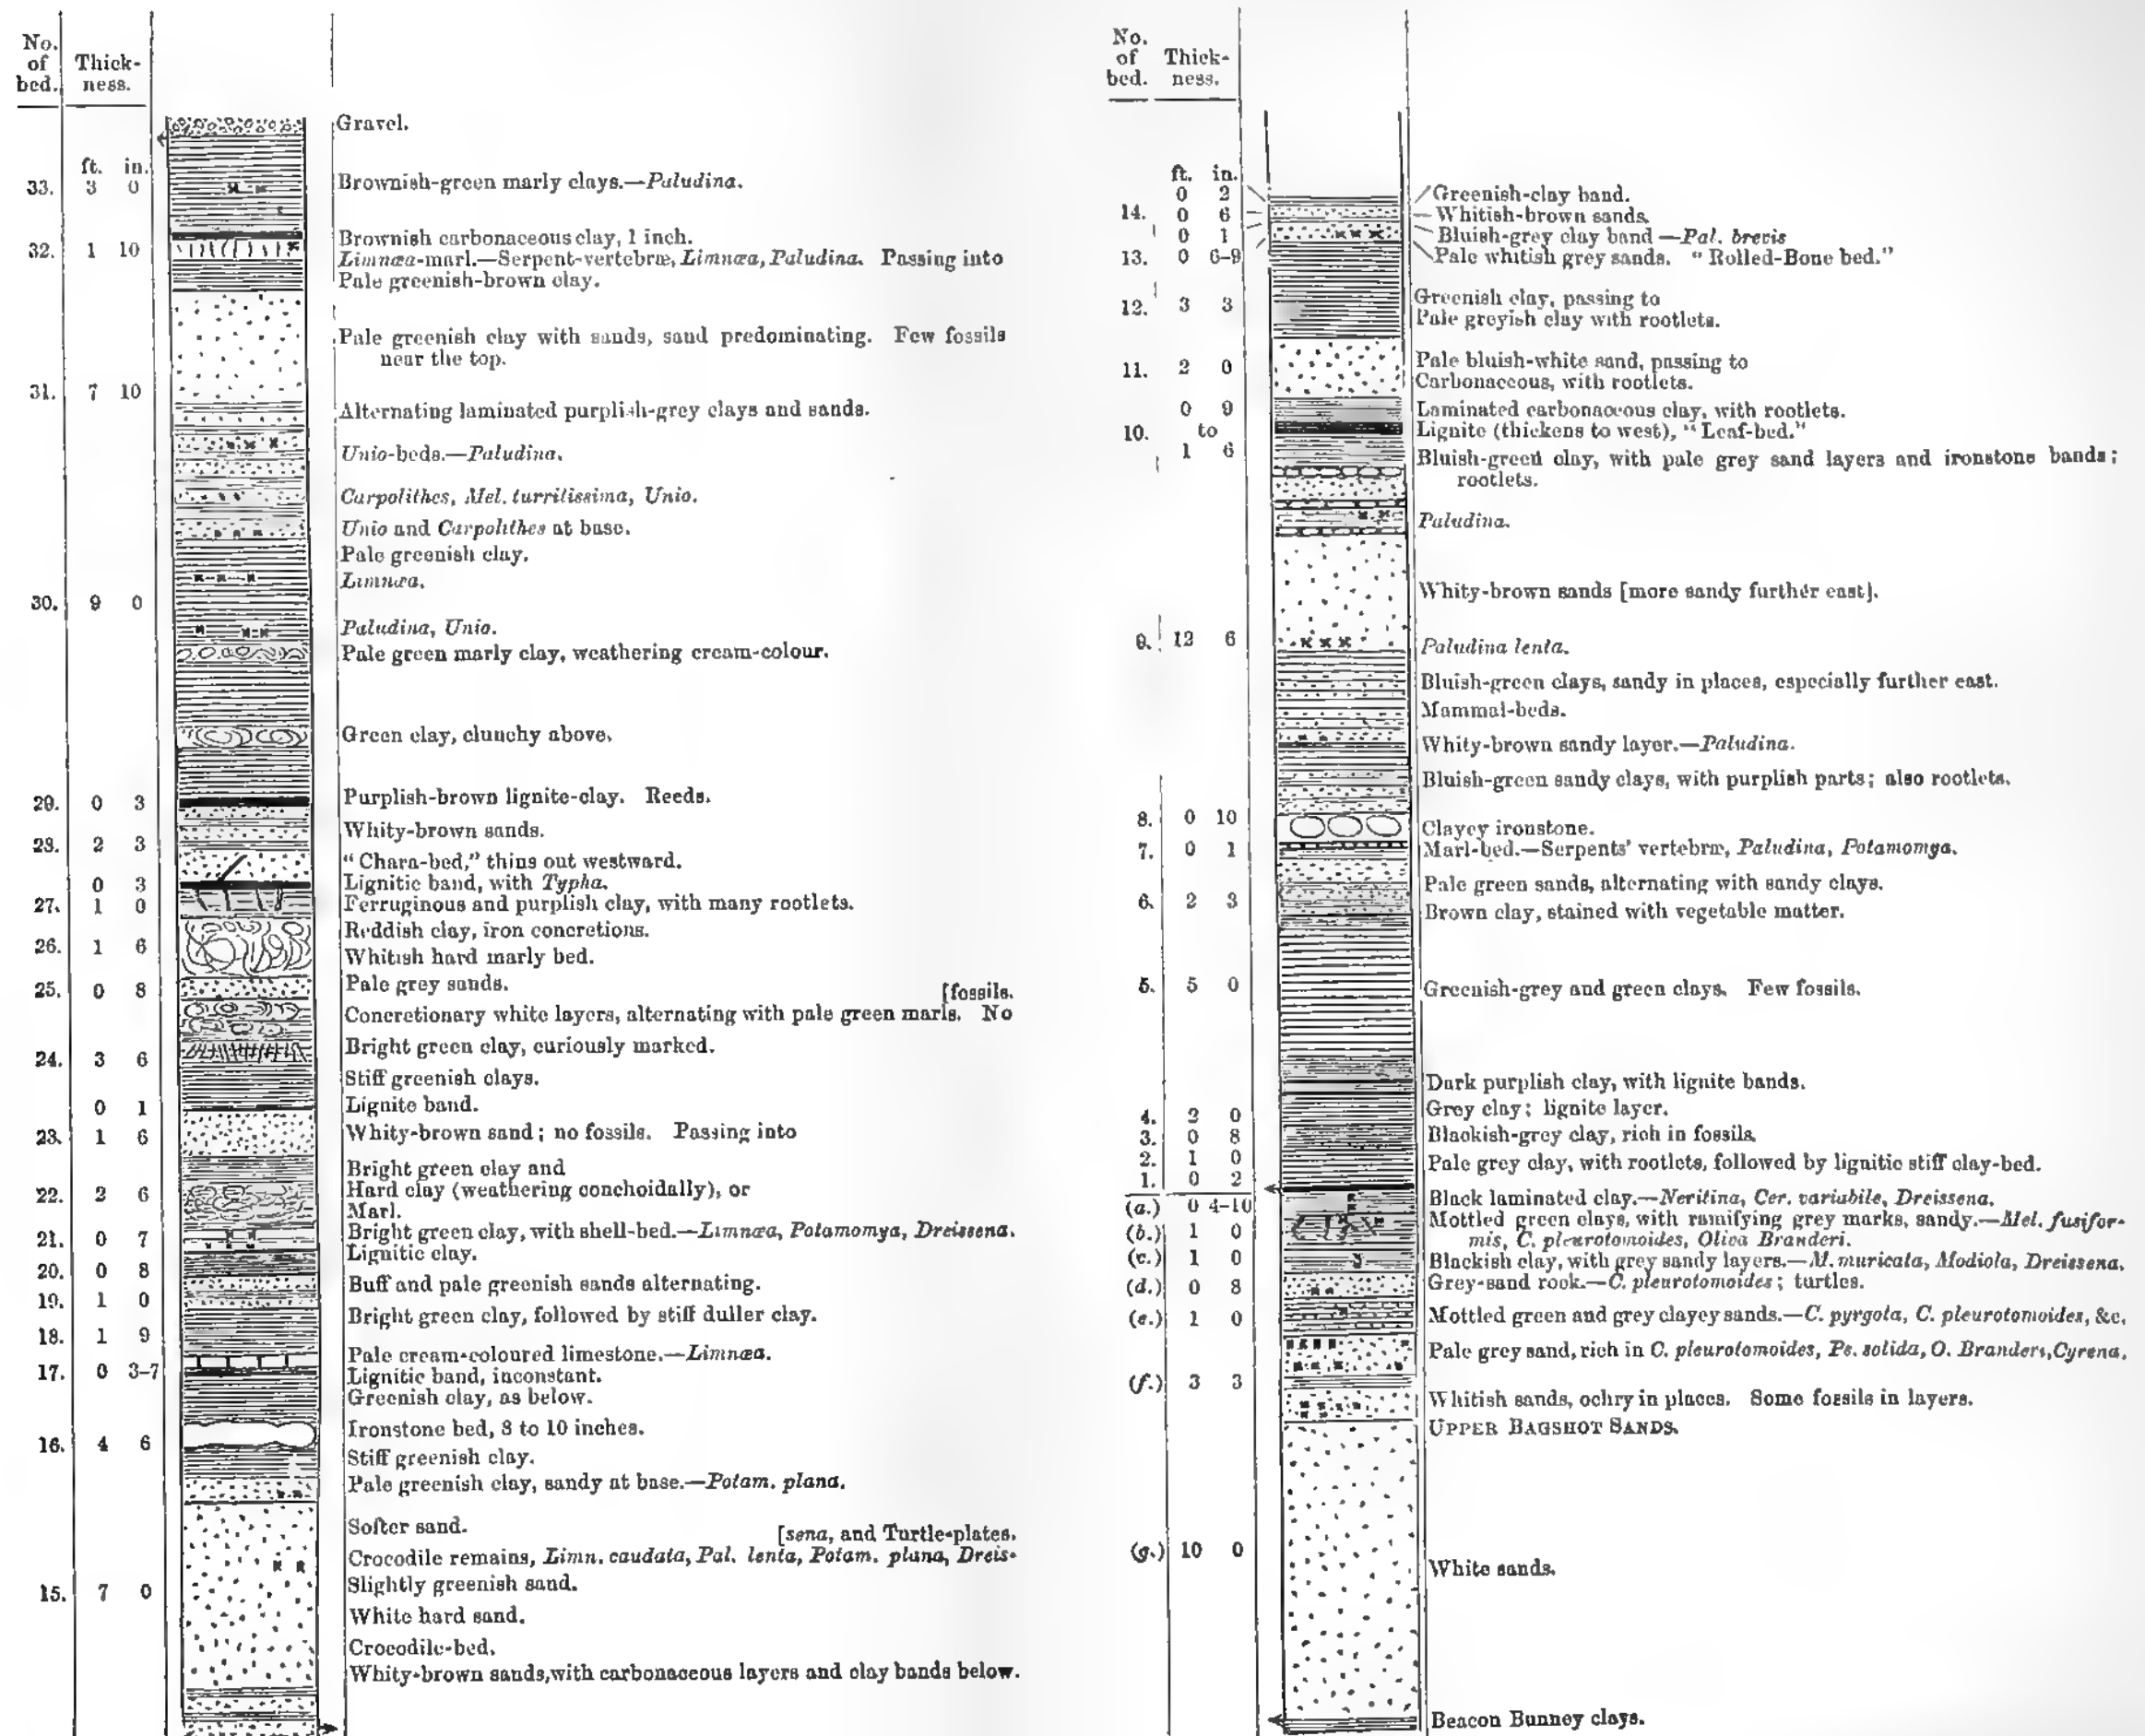 No.
of
bed.
Thick-
ness.
Gravel.
ft. in.
33. 3 0 Brownish-green marly clays.—Paludina.
Brownish carbonaceous clay, 1 inch.
32. 1 10 Limnæa-marl.—Serpent-vertebræ, Limnæa, Paludina. Passing into
Pale greenish-brown clay.
Pale greenish clay with sands, sand predominating. Few fossils
near the top.
31. 7 10
Alternating laminated purplish-grey clays and sands.
Unio-beds.—Paludina.
Carpolithes, Mel. turritissima, Unio.
Unio and Carpolithes at base.
Pale greenish clay.
Limnæa.
30. 9 0
Paludina, Unio.
Pale green marly clay, weathering cream-colour.
Green clay, clunchy above.
29. 0 3 Purplish-brown lignite-clay. Reeds.
Whity-brown sands.
28. 2 3
"Chara-bed," thins out westward.
0 3 Lignitic band, with Typha.
27. 1 0 Ferruginous and purplish clay, with many rootlets.
Reddish clay, iron concretions.
26. 1 6 Whitish hard marly bed.
25. 0 8 Pale grey sands.
[fossils.
Concretionary white layers, alternating with pale green marls. No
Bright green clay, curiously marked.
24. 3 6
Stiff greenish clays.
0 1 Lignite band.
23. 1 6 Whity-brown sand; no fossils. Passing into
Bright green clay and
22. 2 6 Hard clay (weathering conchoidally), or
Marl.
21. 0 7 Bright green clay, with shell-bed.—Limnæa, Potamomya, Dreissena.
Lignitic clay.
20. 0 8 Buff and pale greenish sands alternating.
19. 1 0
Bright green clay, followed by stiff duller clay.
18. 1 9
Pale cream-coloured limestone.—Limnæa.
17. 0 3-7 Lignitic band, inconstant.
Greenish clay, as below.
Ironstone bed, 8 to 10 inches.
16. 4 6
Stiff greenish clay.
Pale greenish clay, sandy at base.—Potam. plana.
Softer sand.
[sena, and Turtle-plates.
Crocodile remains, Limn. caudata, Pal. lenta, Potam. plana, Dreis-
15. 7 0 Slightly greenish sand.
White hard sand.
Crocodile-bed.
Whity-brown sands, with carbonaceous layers and clay bands below.
No.
of
bed.
Thick-
ness.
ft. in.
0 2 Greenish-clay band.
14. 0 6 Whitish-brown sands.
0 1 Bluish-grey clay band—Pal. brevis
13. 0 6-9 Pale whitish grey sands. "Rolled-Bone bed."
12. 3 3 Greenish clay, passing to
Pale greyish clay with rootlets.
11. 2 0 Pale bluish-white sand, passing to
Carbonaceous, with rootlets.
0 9 Laminated carbonaceous clay, with rootlets.
10. to Lignite (thickens to west), "Leaf-bed."
1 6 Bluish-green clay, with pale grey sand layers and ironstone bands;
rootlets.
Paludina.
Whity-brown sands [more sandy further east].
9. 12 6 Paludina lenta.
Bluish-green clays, sandy in places, especially further east.
Mammal-beds.
Whity-brown sandy layer.—Paludina.
Bluish-green sandy clays, with purplish parts; also rootlets.
8. 0 10 Clayey ironstone.
7. 0 1 Marl-bed.—Serpents' vertebræ, Paludina, Potamomya.
Pale green sands, alternating with sandy clays.
6. 2 3 Brown clay, stained with vegetable matter.
5. 5 0 Greenish-grey and green clays. Few fossils.
Dark purplish clay, with lignite bands.
4. 2 0 Grey clay; lignite layer.
3. 0 8 Blackish-grey clay, rich in fossils.
2. 1 0 Pale grey clay, with rootlets, followed by lignitic stiff clay-bed.
1. 0 2 Black laminated clay.—Neritina, Cer. variabile, Dreissena.
(a.) 0 4-10 Mottled green clays, with ramifying grey marks, sandy.—Mel. fusifor-
(b.) 1 0 mis, C. pleurotomoides, Oliva Branderi.
(c.) 1 0 Blackish clay, with grey sandy layers.—M. muricata, Modiola, Dreissena.
(d.) 0 8 Grey-sand rock.—C. pleurotomoides; turtles.
(e.) 1 0 Mottled green and grey clayey sands.—C. pyrgota, C. pleurotomoides, &c.
Pale grey sand, rich in C. pleurotomoides, Ps. solida, O. Branderi, Cyrena.
(f.) 3 3
Whitish sands, ochry in places. Some fossils in layers.
UPPER BAGSHOT SANDS.
(g.) 10 0 White sands.
Beacon Bunney clays.